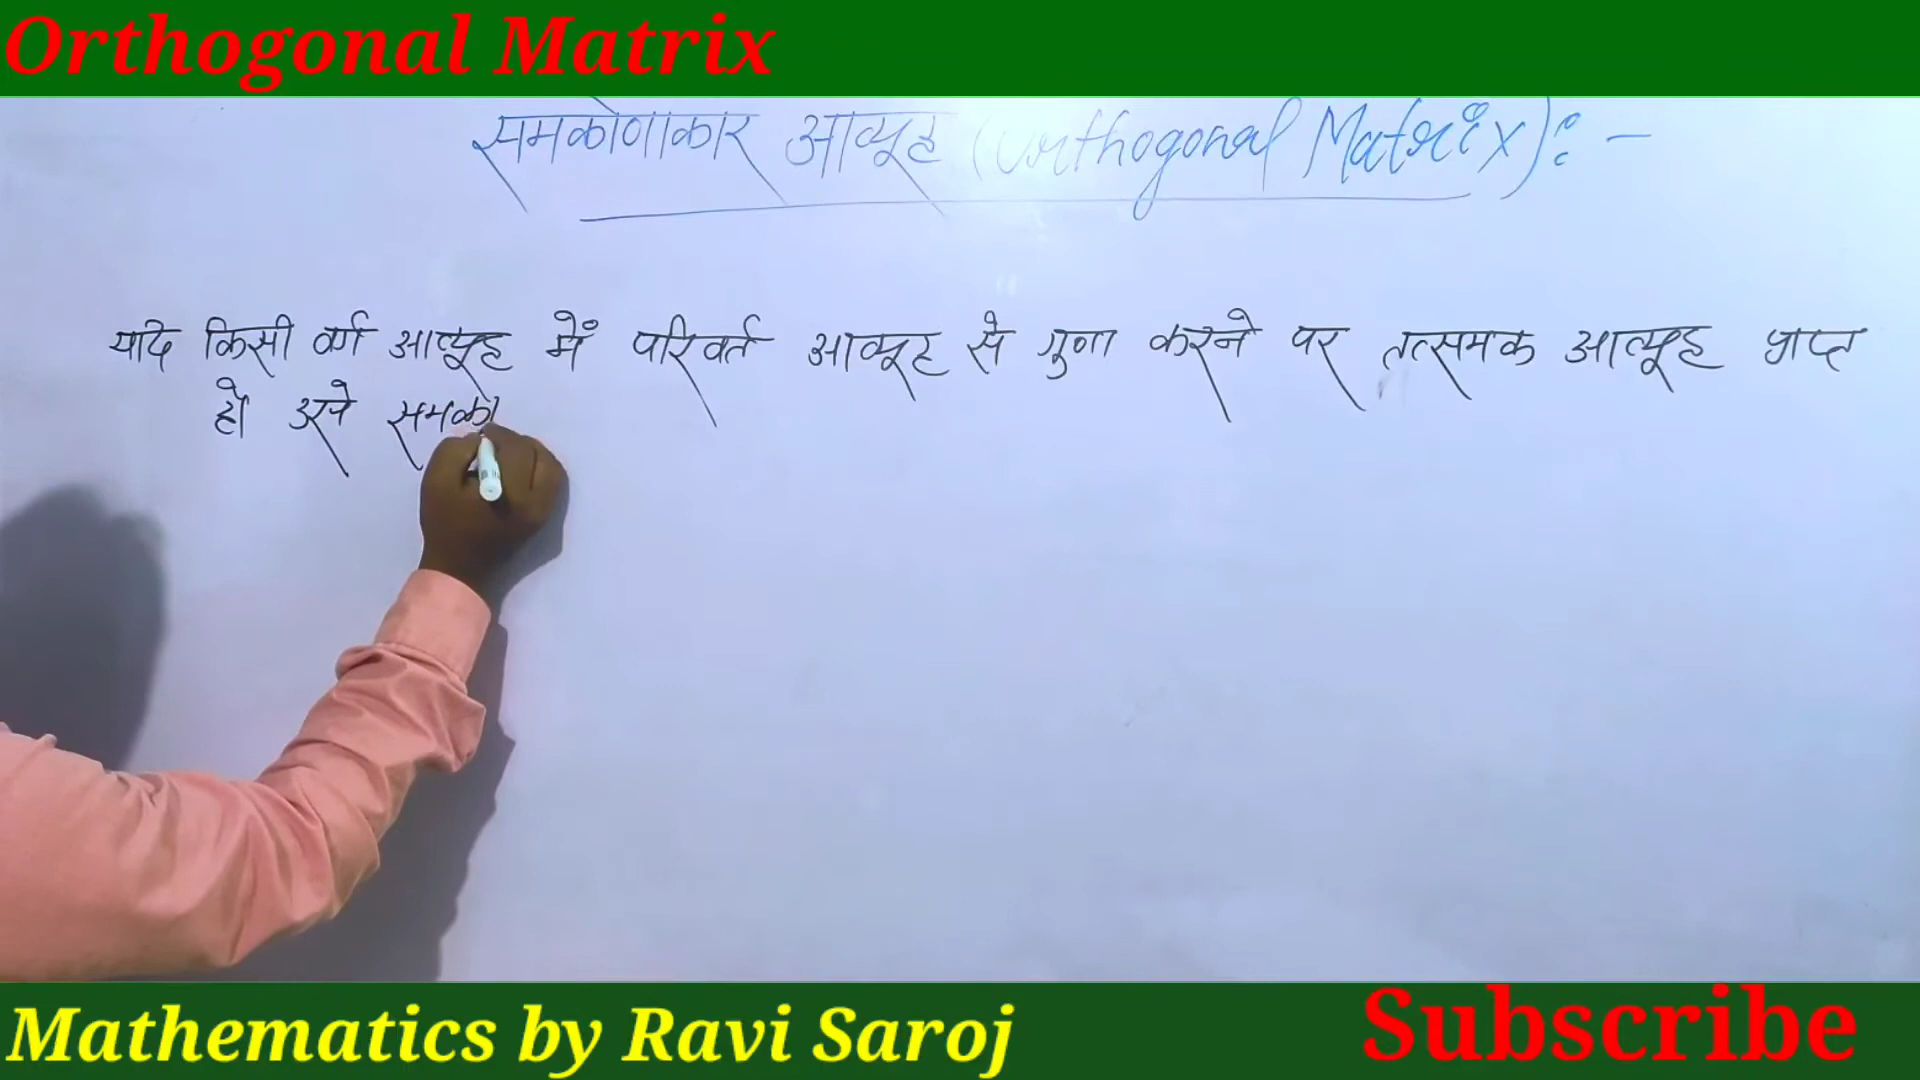 Orthogonal Matrix
समकोणाकार आव्यूह (Orthogonal Matrix):-
यदि किसी वर्ग आव्यूह में परिवर्त आव्यूह से गुणा करने पर तत्समक आव्यूह प्राप्त
हो उसे समको
Mathematics by Ravi Saroj
Subscribe